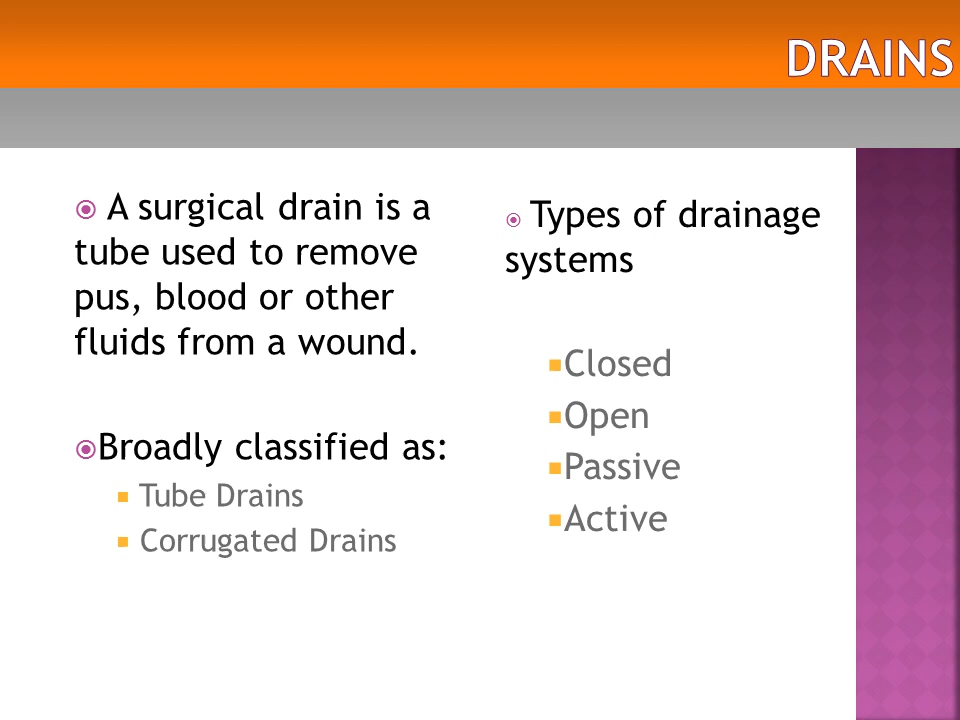 DRAINS
A surgical drain is a
tube used to remove
pus, blood or other
fluids from a wound.
Broadly classified as:
Tube Drains
Corrugated Drains
Types of drainage
systems
Closed
Open
Passive
Active